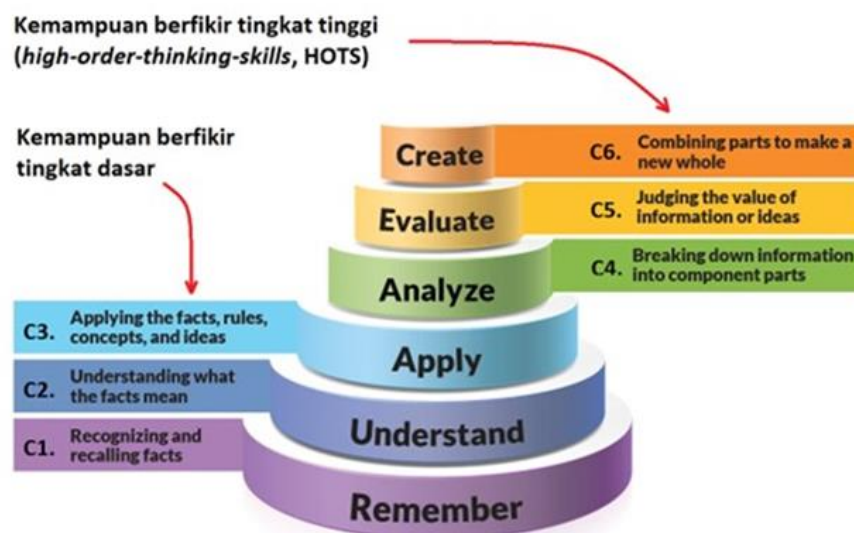 Kemampuan berfikir tingkat tinggi
(high-order-thinking-skills, HOTS)
Kemampuan berfikir
tingkat dasar
Create
C6. Combining parts to make a
new whole
Evaluate
C5. Judging the value of
information or ideas
Analyze
C4. Breaking down information
into component parts
C3. Applying the facts, rules,
concepts, and ideas
Apply
C2. Understanding what
the facts mean
Understand
C1. Recognizing and
recalling facts
Remember